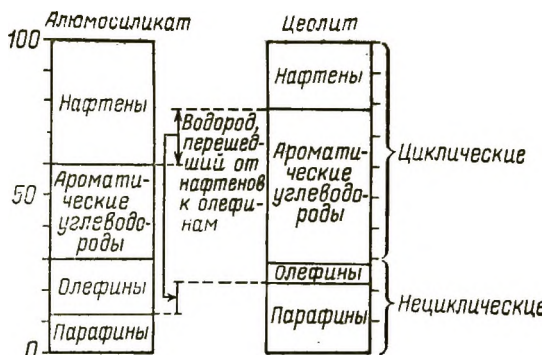 Алюмосиликат
Цеолит
100
50
0
Нафтены
Аромати-
ческие
углеводо-
роды
Олефины
Парафины
Водород,
перешед-
ший от
нафтенов
к олефи-
нам
Нафтены
Аромати-
ческие
углеводо-
роды
Олефины
Парафины
Циклические
Нециклические